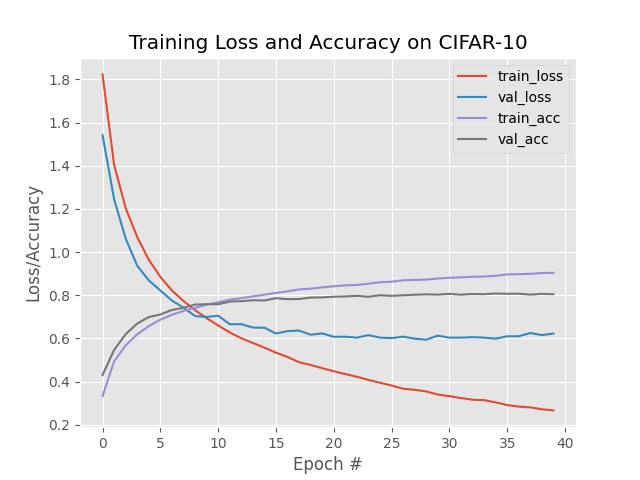 Training Loss and Accuracy on CIFAR-10
train_loss
val_loss
train_acc
val_acc
Loss/Accuracy
1.8
1.6
1.4
1.2
1.0
0.8
0.6
0.4
0.2
0 5 10 15 20 25 30 35 40
Epoch #